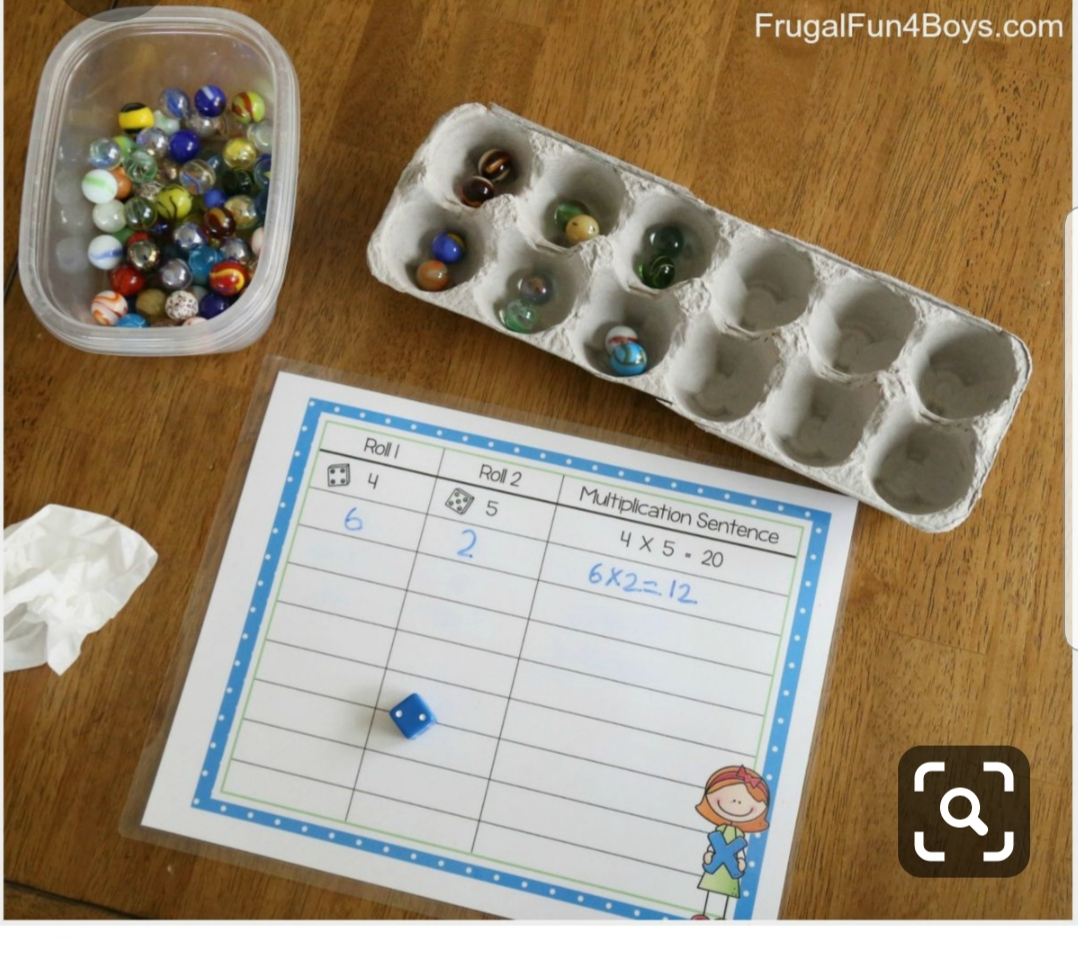 FrugalFun4Boys.com
Roll 1 Roll 2 Multiplication Sentence
4 5 4 X 5 = 20
6 2 6X2=12
X